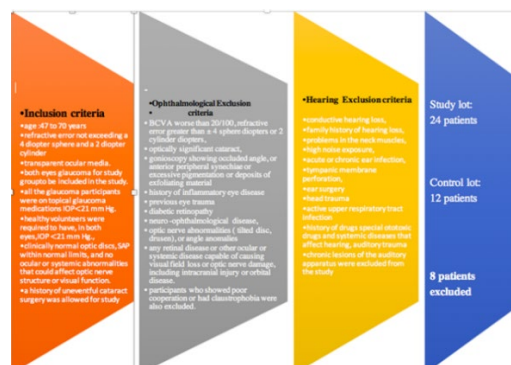 •Inclusion criteria
•age :47 to 70 years
•refractive error not exceeding a
4 diopter sphere and a 2 diopter
cylinder
•transparent ocular media.
•both eyes glaucoma for study
groupto be included in the study.
•all the glaucoma participants
were on topical glaucoma
medications IOP<21 mm Hg.
•healthy volunteers were
required to have, in both
eyes,IOP <21 mm Hg.,
•clinically normal optic discs, SAP
within normal limits, and no
ocular or systemic abnormalities
that could affect optic nerve
structure or visual function.
•a history of uneventful cataract
surgery was allowed for study
•Ophthalmological Exclusion
• criteria
• BCVA worse than 20/100, refractive
error greater than ± 4 spher diopters or 2
cylinder diopters,
• optically significant cataract,
• gonioscopy showing occluded angle, or
anterior peripheral synechiae or
excessive pigmentation or deposits of
exfoliating material
• history of inflammatory eye disease
• previous eye trauma
• diabetic retinopathy
• neuro -ophthalmological disease,
• optic nerve abnormalities ( tilted disc,
drusen), or angle anomalies
• any retinal disease or other ocular or
systemic disease capable of causing
visual field loss or optic nerve damage,
including intracranial injury or orbital
disease.
• participants who showed poor
cooperation or had claustrophobia were
also excluded.
•Hearing Exclusion criteria
•conductive hearing loss,
•family history of hearing loss,
•problems in the neck muscles,
•high noise exposure,
•acute or chronic ear infection,
•tympanic membrane
perforation,
•ear surgery
•head trauma
•active upper respiratory tract
infection
•history of drugs special ototoxic
drugs and systemic diseases that
affect hearing, auditory trauma
•chronic lesions of the auditory
apparatus were excluded from
the study
Study lot:
24 patients
Control lot:
12 patients
8 patients
excluded